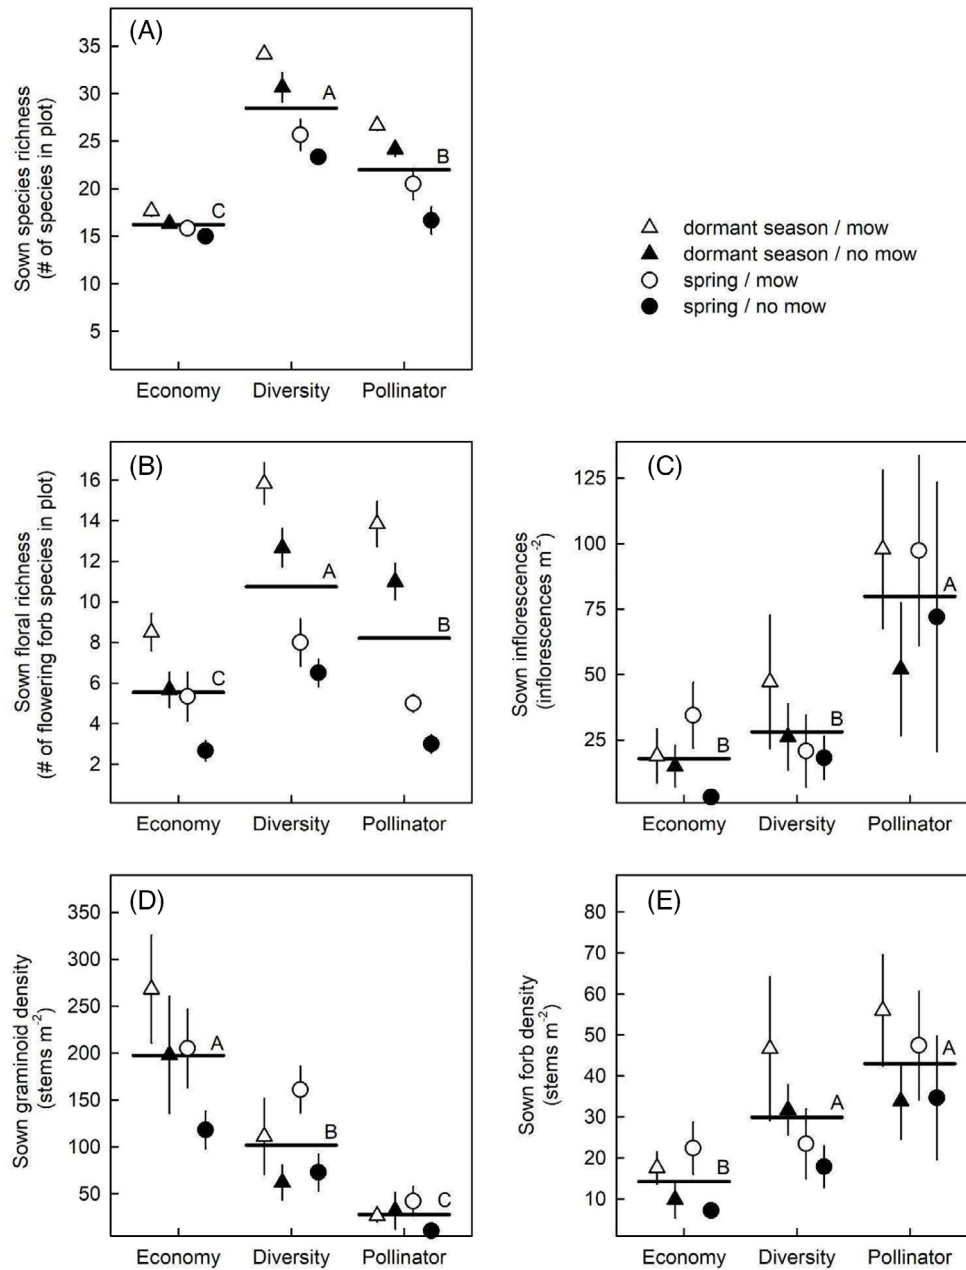 (A)
Sown species richness
(# of species in plot)
35
30
25
20
15
10
5
C
A
B
Economy Diversity Pollinator
dormant season / mow
dormant season / no mow
spring / mow
spring / no mow
(B)
Sown floral richness
(# of flowering forb species in plot)
16
14
12
10
8
6
4
2
C
A
B
Economy Diversity Pollinator
(C)
Sown inflorescences
(inflorescences m⁻²)
125
100
75
50
25
B
B
A
Economy Diversity Pollinator
(D)
Sown graminoid density
(stems m⁻²)
350
300
250
200
150
100
50
A
B
C
Economy Diversity Pollinator
(E)
Sown forb density
(stems m⁻²)
80
70
60
50
40
30
20
10
B
A
A
Economy Diversity Pollinator